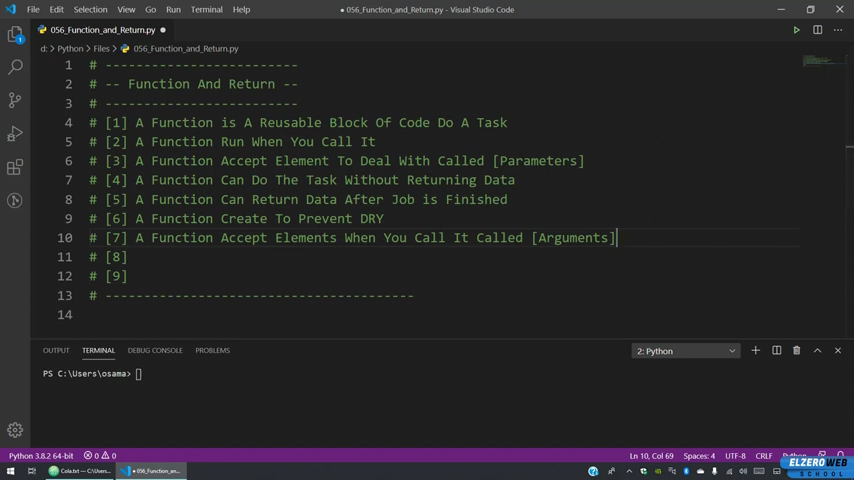 File Edit Selection View Go Run Terminal Help
● 056_Function_and_Return.py - Visual Studio Code
056_Function_and_Return.py ●
d: > Python > Files > 056_Function_and_Return.py
1 # -------------------------
2 # -- Function And Return --
3 # -------------------------
4 # [1] A Function is A Reusable Block Of Code Do A Task
5 # [2] A Function Run When You Call It
6 # [3] A Function Accept Element To Deal With Called [Parameters]
7 # [4] A Function Can Do The Task Without Returning Data
8 # [5] A Function Can Return Data After Job is Finished
9 # [6] A Function Create To Prevent DRY
10 # [7] A Function Accept Elements When You Call It Called [Arguments]
11 # [8]
12 # [9]
13 # ----------------------------------------
14
OUTPUT TERMINAL DEBUG CONSOLE PROBLEMS
2: Python
PS C:\Users\osama>
Python 3.8.2 64-bit 0 0
Ln 10, Col 69 Spaces: 4 UTF-8 CRLF Python
Cola.txt — C:\Users...
● 056_Function_an...
ELZERO WEB
SCHOOL